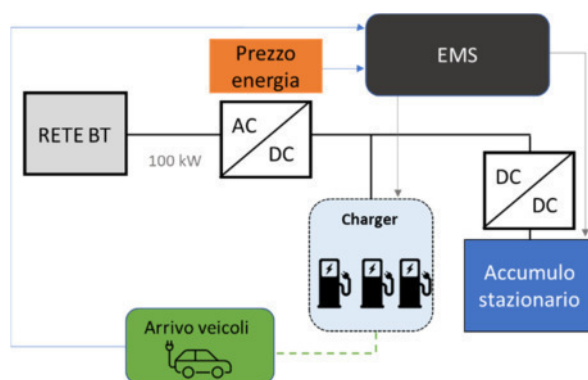 EMS
Prezzo
energia
RETE BT
100 kW
AC
DC
DC
DC
Charger
Accumulo
stazionario
Arrivo veicoli